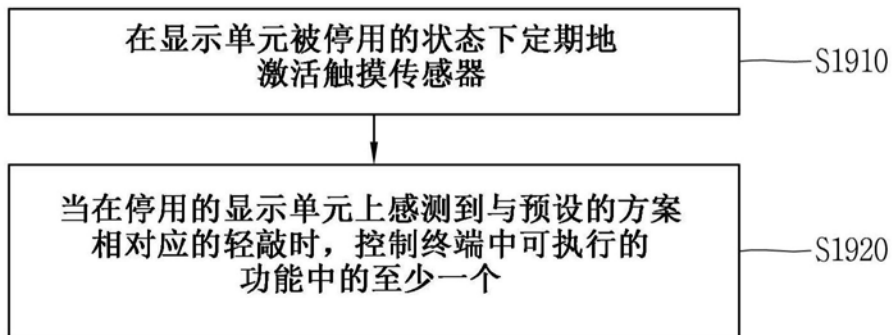 在显示单元被停用的状态下定期地
激活触摸传感器
S1910
当在停用的显示单元上感测到与预设的方案
相对应的轻敲时，控制终端中可执行的
功能中的至少一个
S1920